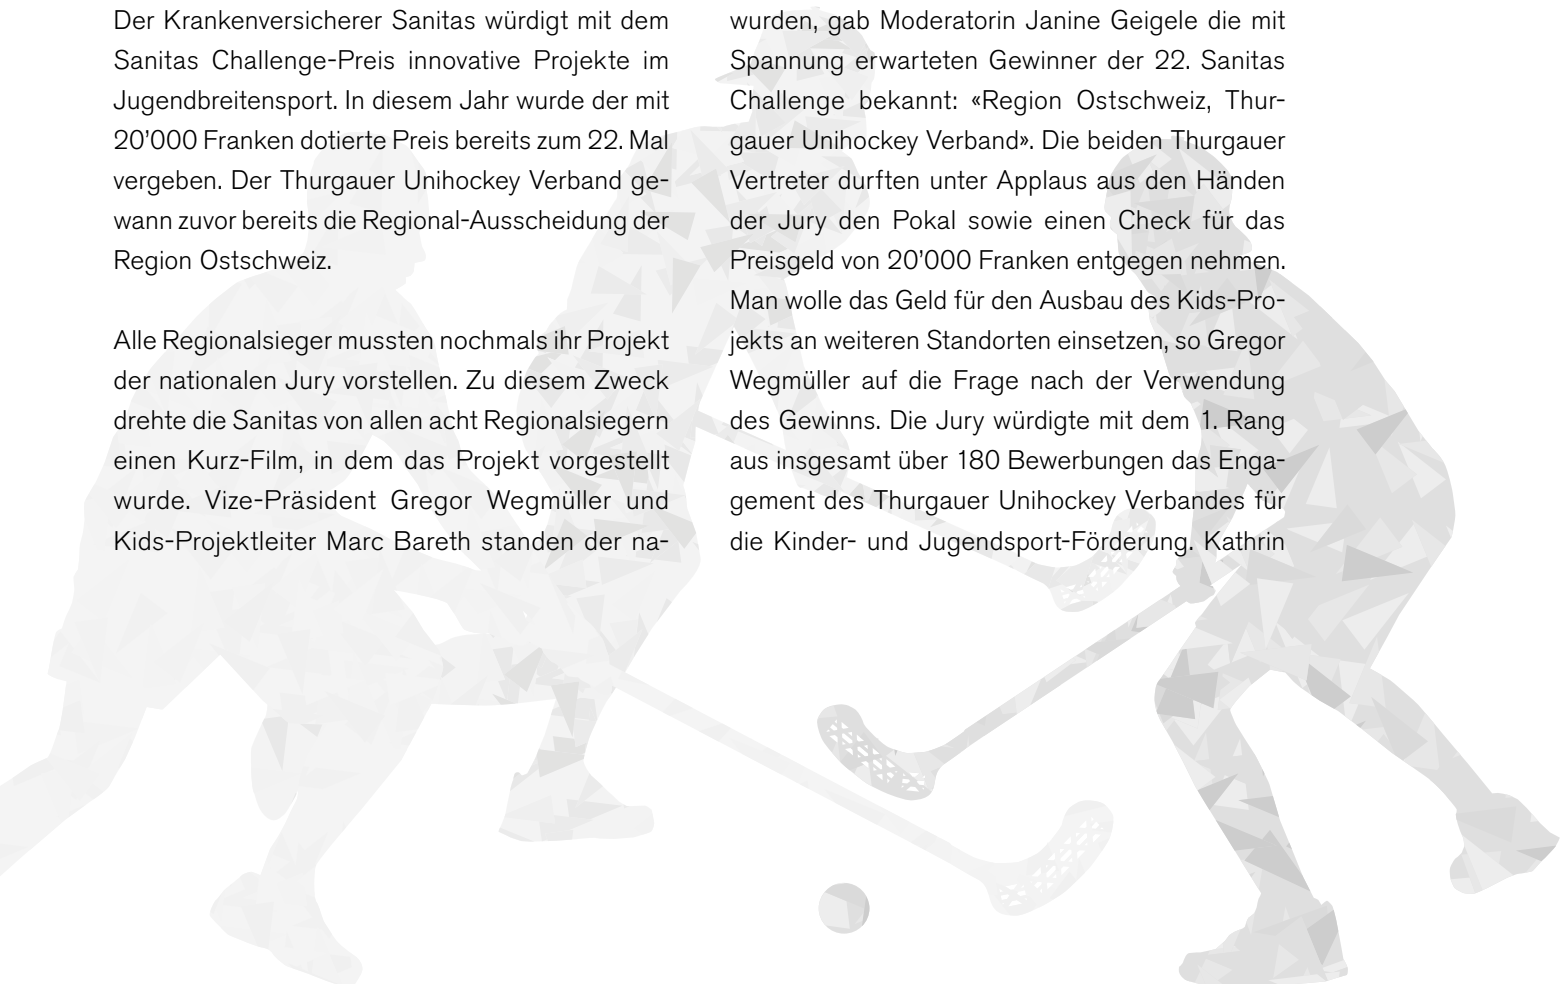 Der Krankenversicherer Sanitas würdigt mit dem
Sanitas Challenge-Preis innovative Projekte im
Jugendbreitensport. In diesem Jahr wurde der mit
20’000 Franken dotierte Preis bereits zum 22. Mal
vergeben. Der Thurgauer Unihockey Verband ge-
wann zuvor bereits die Regional-Ausscheidung der
Region Ostschweiz.
Alle Regionalsieger mussten nochmals ihr Projekt
der nationalen Jury vorstellen. Zu diesem Zweck
drehte die Sanitas von allen acht Regionalsiegern
einen Kurz-Film, in dem das Projekt vorgestellt
wurde. Vize-Präsident Gregor Wegmüller und
Kids-Projektleiter Marc Bareth standen der na-
wurden, gab Moderatorin Janine Geigele die mit
Spannung erwarteten Gewinner der 22. Sanitas
Challenge bekannt: «Region Ostschweiz, Thur-
gauer Unihockey Verband». Die beiden Thurgauer
Vertreter durften unter Applaus aus den Händen
der Jury den Pokal sowie einen Check für das
Preisgeld von 20’000 Franken entgegen nehmen.
Man wolle das Geld für den Ausbau des Kids-Pro-
jekts an weiteren Standorten einsetzen, so Gregor
Wegmüller auf die Frage nach der Verwendung
des Gewinns. Die Jury würdigte mit dem 1. Rang
aus insgesamt über 180 Bewerbungen das Enga-
gement des Thurgauer Unihockey Verbandes für
die Kinder- und Jugendsport-Förderung. Kathrin